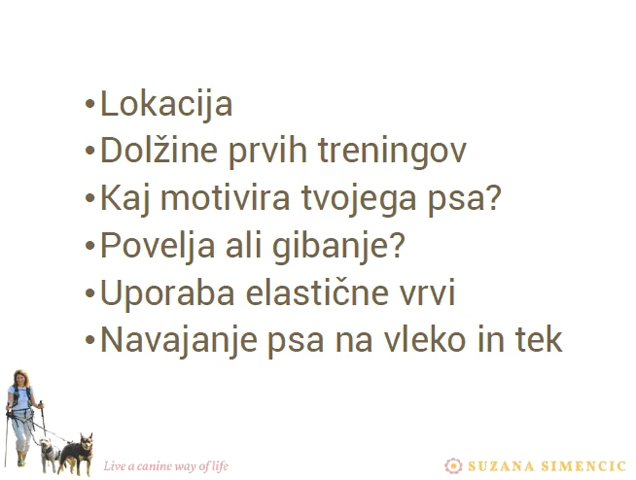 •Lokacija
•Dolžine prvih treningov
•Kaj motivira tvojega psa?
•Povelja ali gibanje?
•Uporaba elastične vrvi
•Navajanje psa na vleko in tek
Live a canine way of life
SUZANA SIMENCIC